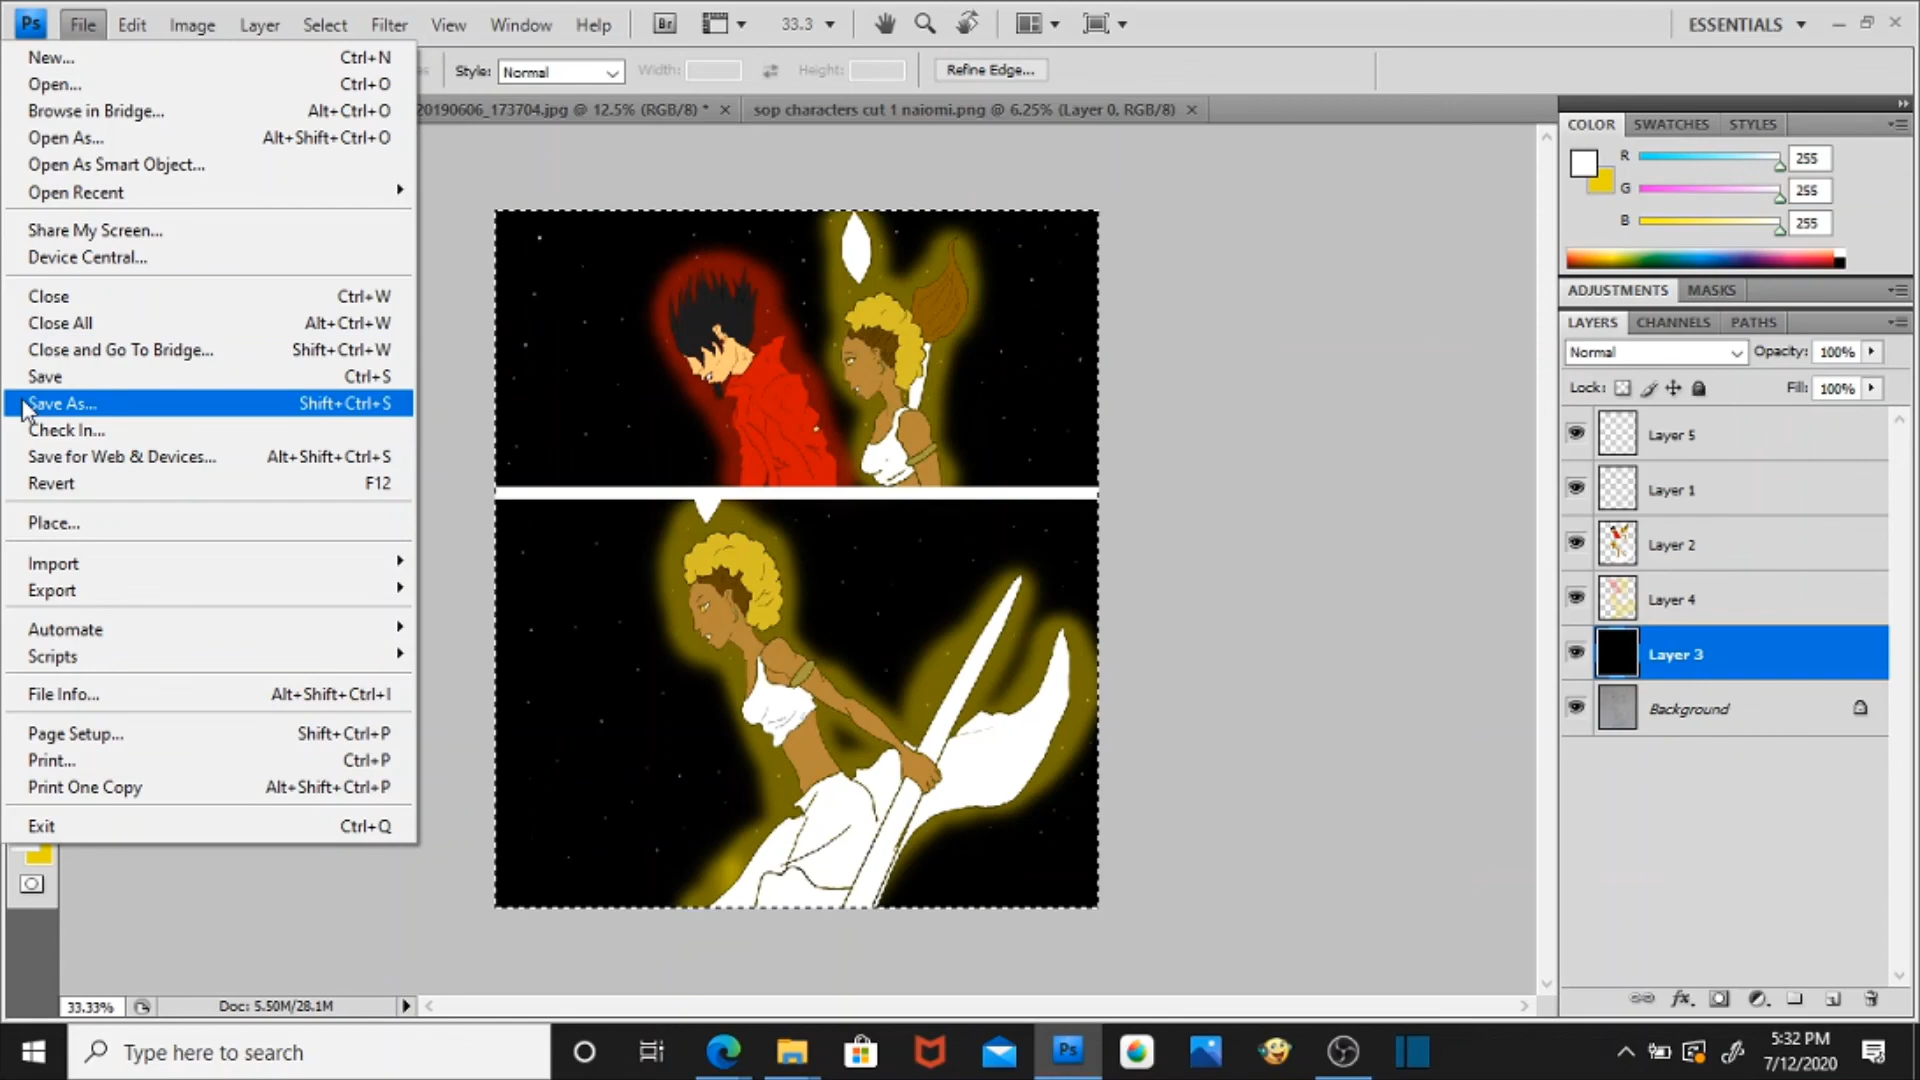 Ps File Edit Image Layer Select Filter View Window Help Br 33.3 ESSENTIALS
Style: Normal Width: Height: Refine Edge...
20190606_173704.jpg @ 12.5% (RGB/8) * sop characters cut 1 naiomi.png @ 6.25% (Layer 0, RGB/8)
New... Ctrl+N
Open... Ctrl+O
Browse in Bridge... Alt+Ctrl+O
Open As... Alt+Shift+Ctrl+O
Open As Smart Object...
Open Recent
Share My Screen...
Device Central...
Close Ctrl+W
Close All Alt+Ctrl+W
Close and Go To Bridge... Shift+Ctrl+W
Save Ctrl+S
Save As... Shift+Ctrl+S
Check In...
Save for Web & Devices... Alt+Shift+Ctrl+S
Revert F12
Place...
Import
Export
Automate
Scripts
File Info... Alt+Shift+Ctrl+I
Page Setup... Shift+Ctrl+P
Print... Ctrl+P
Print One Copy Alt+Shift+Ctrl+P
Exit Ctrl+Q
COLOR SWATCHES STYLES
R 255
G 255
B 255
ADJUSTMENTS MASKS
LAYERS CHANNELS PATHS
Normal Opacity: 100%
Lock: Fill: 100%
Layer 5
Layer 1
Layer 2
Layer 4
Layer 3
Background
fx
33.33% Doc: 5.50M/28.1M
Type here to search
Ps
5:32 PM
7/12/2020